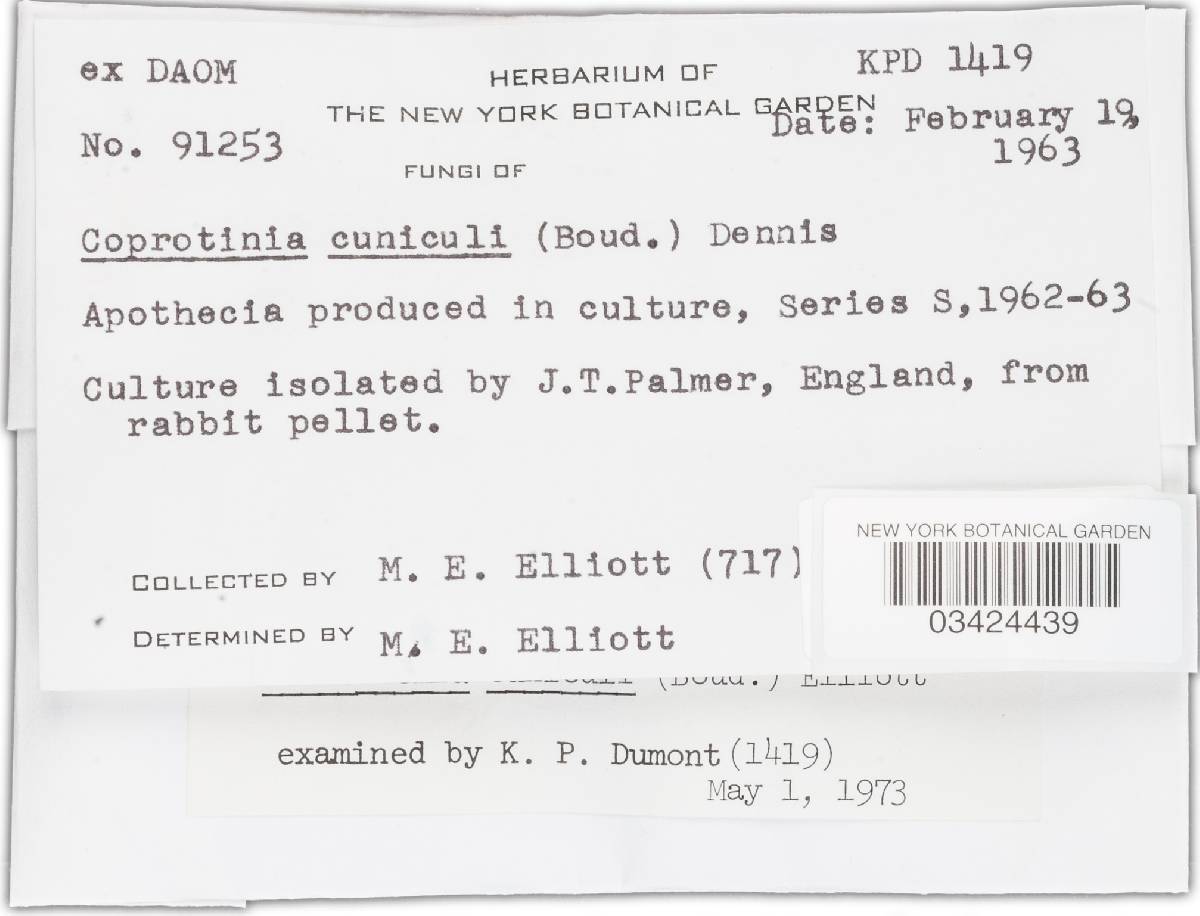 ex DAOM
HERBARIUM OF
KPD 1419
THE NEW YORK BOTANICAL GARDEN
No. 91253
Date: February 19,
1963
FUNGI OF
Coprotinia cuniculi (Boud.) Dennis
Apothecia produced in culture, Series S,1962-63
Culture isolated by J.T.Palmer, England, from
rabbit pellet.
COLLECTED BY M. E. Elliott (717)
DETERMINED BY M. E. Elliott
NEW YORK BOTANICAL GARDEN
03424439
(Boud.) Elliott
examined by K. P. Dumont (1419)
May 1, 1973